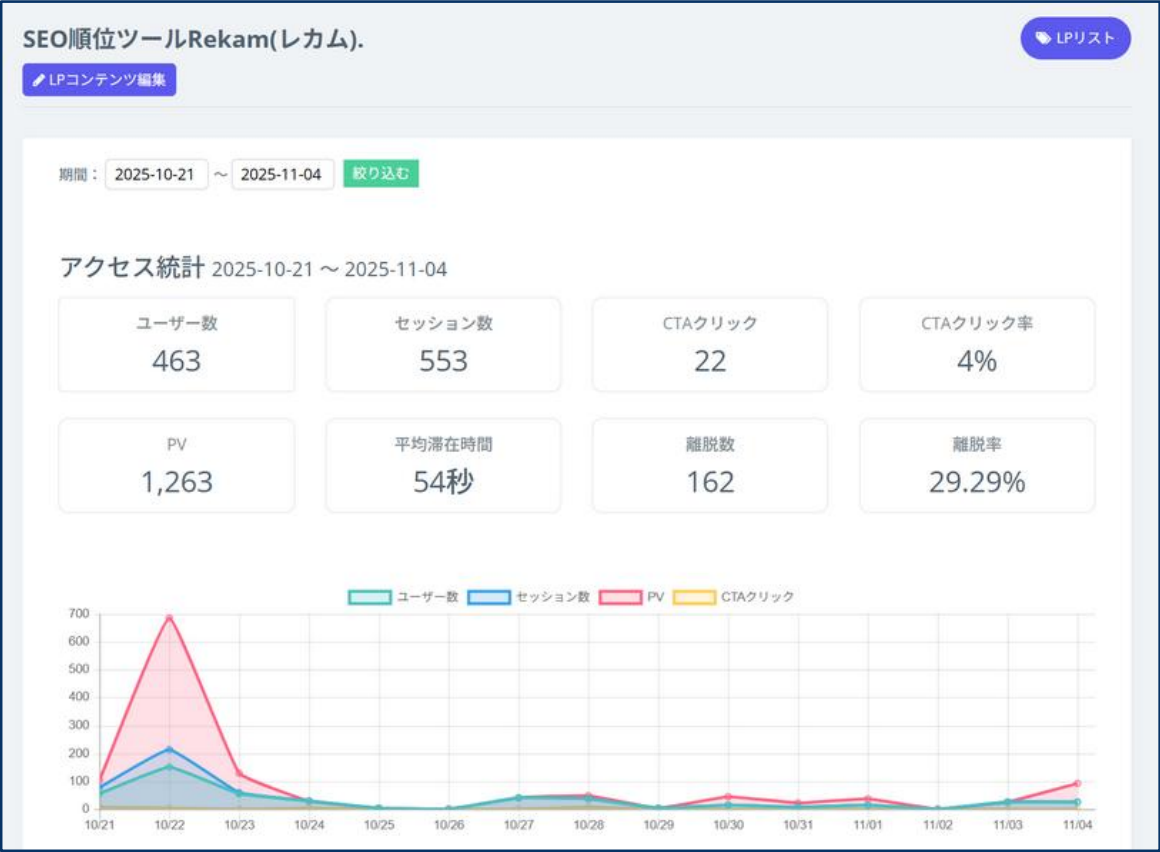 SEO順位ツールRekam(レカム).
LPリスト
LPコンテンツ編集
期間： 2025-10-21 〜 2025-11-04 絞り込む
アクセス統計 2025-10-21 〜 2025-11-04
ユーザー数 セッション数 CTAクリック CTAクリック率
463 553 22 4%
PV 平均滞在時間 離脱数 離脱率
1,263 54秒 162 29.29%
ユーザー数 セッション数 PV CTAクリック
700
600
500
400
300
200
100
0
10/21 10/22 10/23 10/24 10/25 10/26 10/27 10/28 10/29 10/30 10/31 11/01 11/02 11/03 11/04